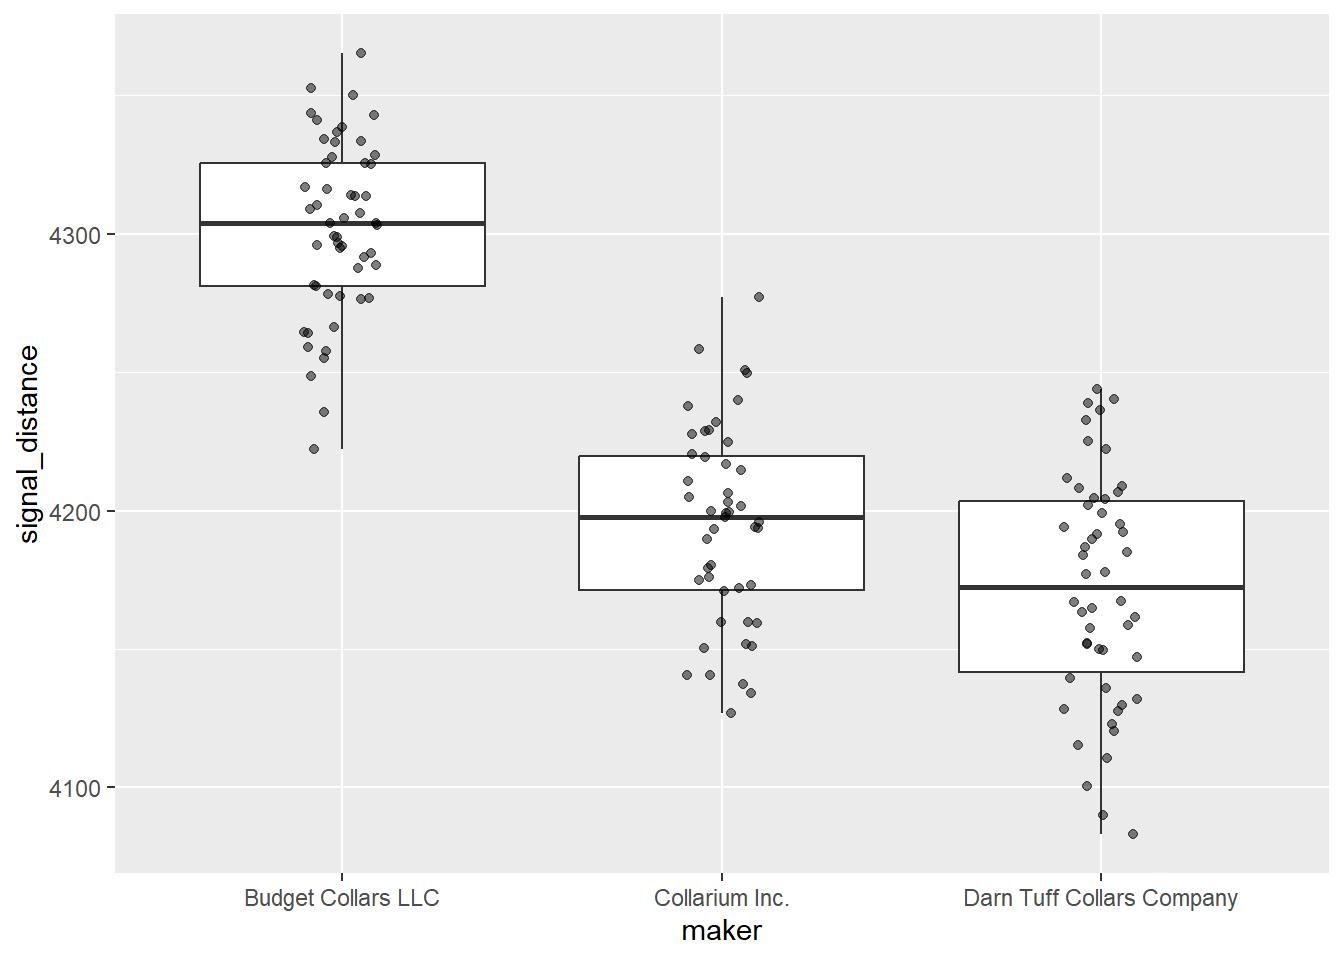 signal_distance
4300
4200
4100
Budget Collars LLC
Collarium Inc.
Darn Tuff Collars Company
maker